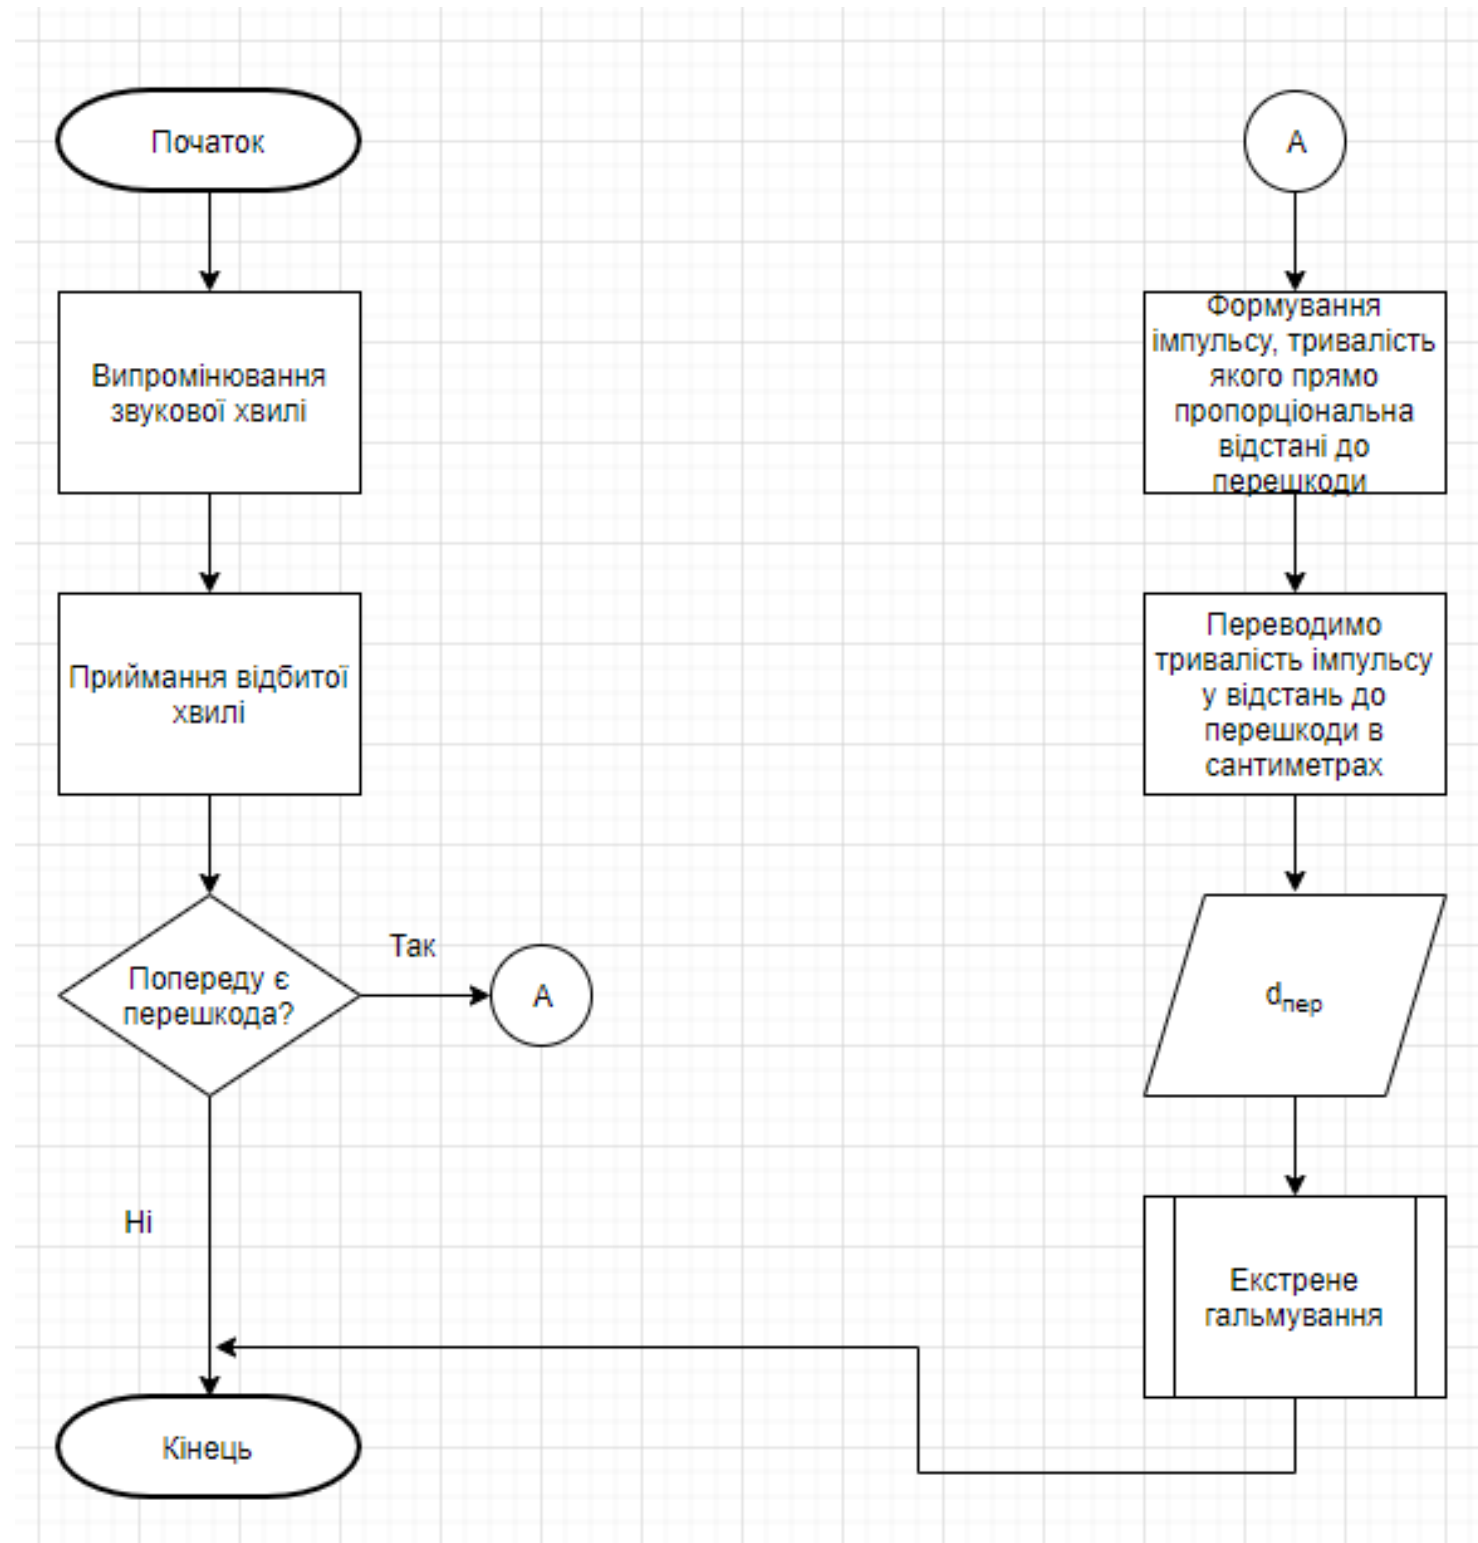 Початок
Випромінювання
звукової хвилі
Приймання відбитої
хвилі
Попереду є
перешкода?
Так
А
Ні
Кінець
А
Формування
імпульсу, тривалість
якого прямо
пропорціональна
відстані до
перешкоди
Переводимо
тривалість імпульсу
у відстань до
перешкоди в
сантиметрах
dпер
Екстрене
гальмування